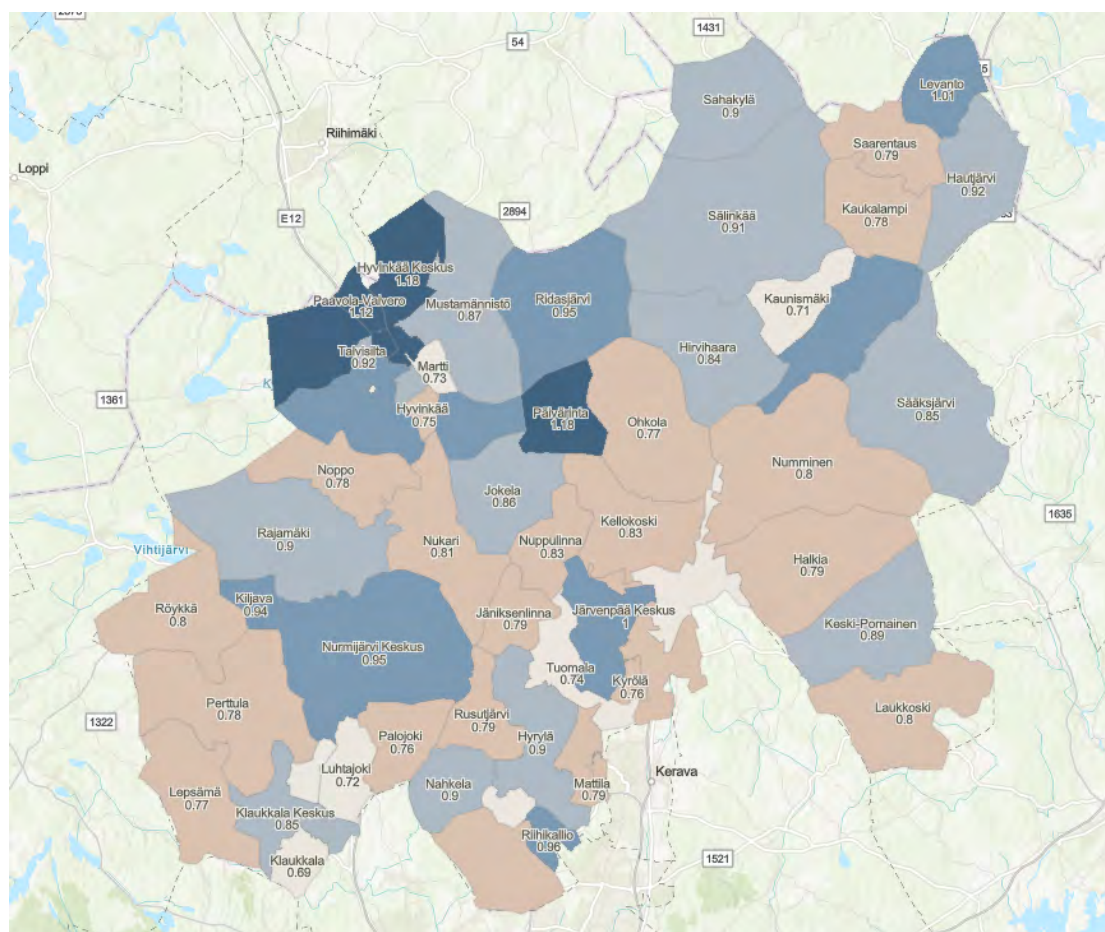 54
1431
Levanto
1.01
Sahakylä
0.9
Riihimäki
Saarentaus
0.79
Loppi
Hautjärvi
0.92
Kaukalampi
0.78
E12
2894
Sälinkää
0.91
Hyvinkää Keskus
1.18
Paavola-Valvero
1.12
Mustamännistö
0.87
Ridasjärvi
0.95
Kaunismäki
0.71
Talvisilta
0.92
Martti
0.73
Hirvihaara
0.84
1361
Hyvinkää
0.75
Päivärinta
1.18
Ohkola
0.77
Sääksjärvi
0.85
Noppo
0.78
Numminen
0.8
Jokela
0.86
Kellokoski
0.83
1635
Rajamäki
0.9
Nukari
0.81
Nuppulinna
0.83
Vihtijärvi
Halkia
0.79
Kiljava
0.94
Röykkä
0.8
Jäniksenlinna
0.79
Järvenpää Keskus
1
Keski-Pornainen
0.89
Nurmijärvi Keskus
0.95
Tuomala
0.74
Kyrölä
0.76
Perttula
0.78
Rusutjärvi
0.79
Laukkoski
0.8
1322
Palojoki
0.76
Hyrylä
0.9
Luhtajoki
0.72
Lepsämä
0.77
Nahkela
0.9
Mattila
0.79
Kerava
Klaukkala Keskus
0.85
Riihikallio
0.96
Klaukkala
0.69
1521